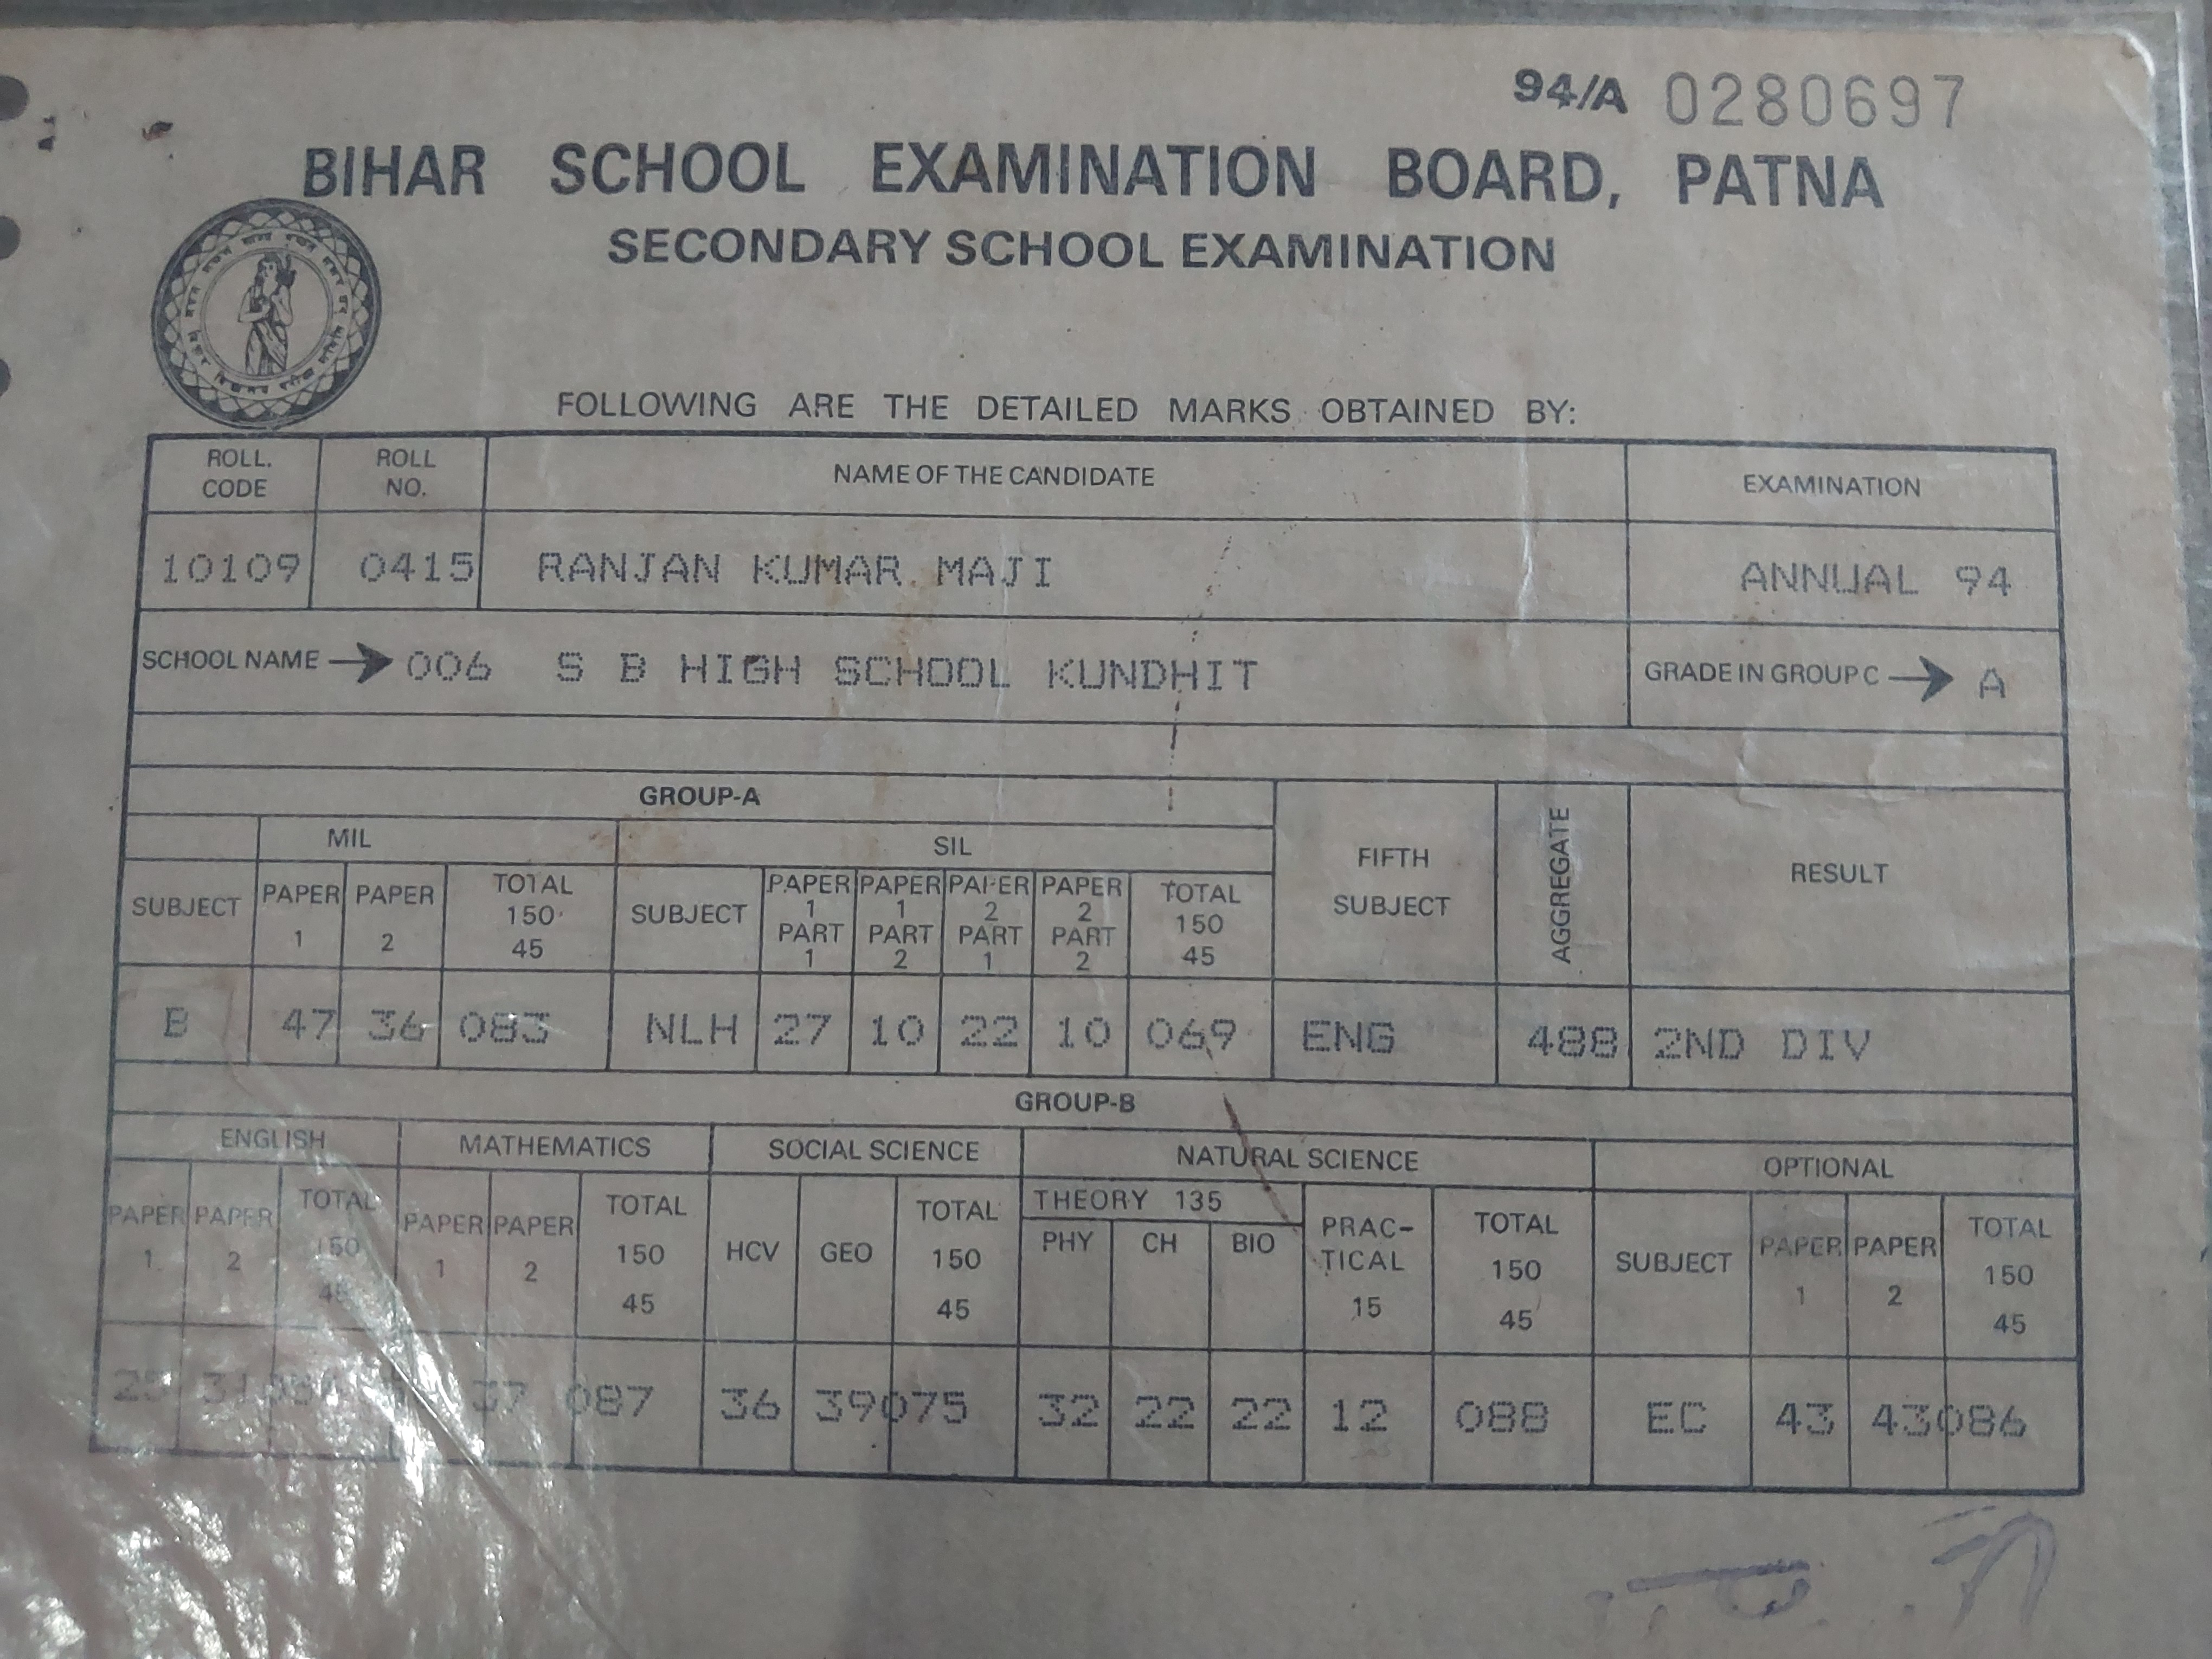 94/A 0280697
BIHAR SCHOOL EXAMINATION BOARD, PATNA
SECONDARY SCHOOL EXAMINATION
FOLLOWING ARE THE DETAILED MARKS OBTAINED BY:
ROLL. CODE ROLL NO. NAME OF THE CANDIDATE EXAMINATION
10109 0415 RANJAN KUMAR MAJI ANNUAL 94
SCHOOL NAME → 006 S B HIGH SCHOOL KUNDHIT GRADE IN GROUP C → A
GROUP-A
MIL SIL FIFTH SUBJECT AGGREGATE RESULT
SUBJECT PAPER 1 PAPER 2 TOTAL 150 45 SUBJECT PAPER 1 PART 1 PAPER 1 PART 2 PAPER 2 PART 1 PAPER 2 PART 2 TOTAL 150 45
B 47 36 083 NLH 27 10 22 10 069 ENG 488 2ND DIV
GROUP-B
ENGLISH MATHEMATICS SOCIAL SCIENCE NATURAL SCIENCE OPTIONAL
THEORY 135
PAPER 1 PAPER 2 TOTAL 150 45 PAPER 1 PAPER 2 TOTAL 150 45 HCV GEO TOTAL 150 45 PHY CH BIO PRAC-TICAL 15 TOTAL 150 45 SUBJECT PAPER 1 PAPER 2 TOTAL 150 45
31 37 087 36 39 075 32 22 22 12 088 EC 43 43 086